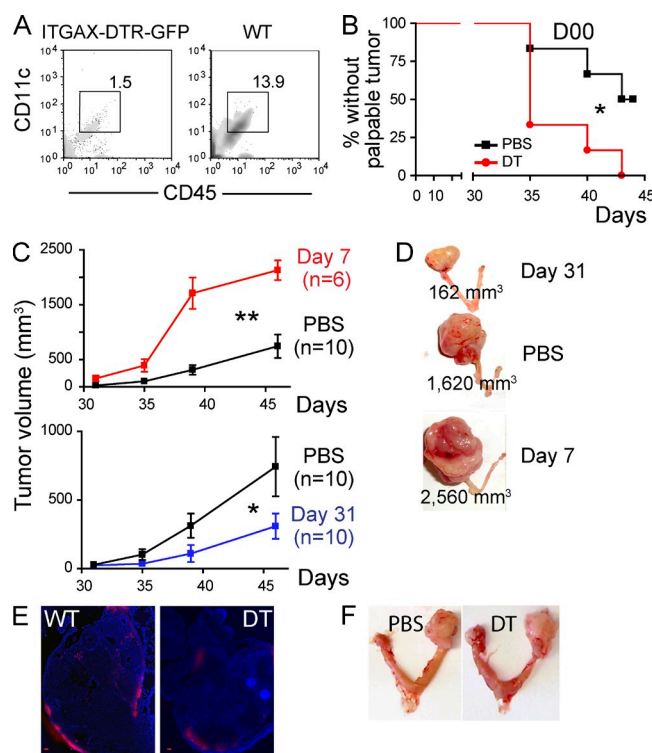 A
ITGAX-DTR-GFP
WT
10⁴
10³
10²
10¹
10⁰
1.5
10⁰ 10¹ 10² 10³ 10⁴
10⁴
10³
10²
10¹
10⁰
13.9
10⁰ 10¹ 10² 10³ 10⁴
CD11c
CD45
B
D00
% without
palpable tumor
100
75
50
25
0
*
PBS
DT
0 10 30 35 40 45
Days
C
Tumor volume (mm³)
2500
1500
500
0
Day 7
(n=6)
**
PBS
(n=10)
30 35 40 45
Days
1000
500
0
PBS
(n=10)
*
Day 31
(n=10)
30 35 40 45
Days
D
Day 31
162 mm³
PBS
1,620 mm³
Day 7
2,560 mm³
E
WT
DT
F
PBS
DT